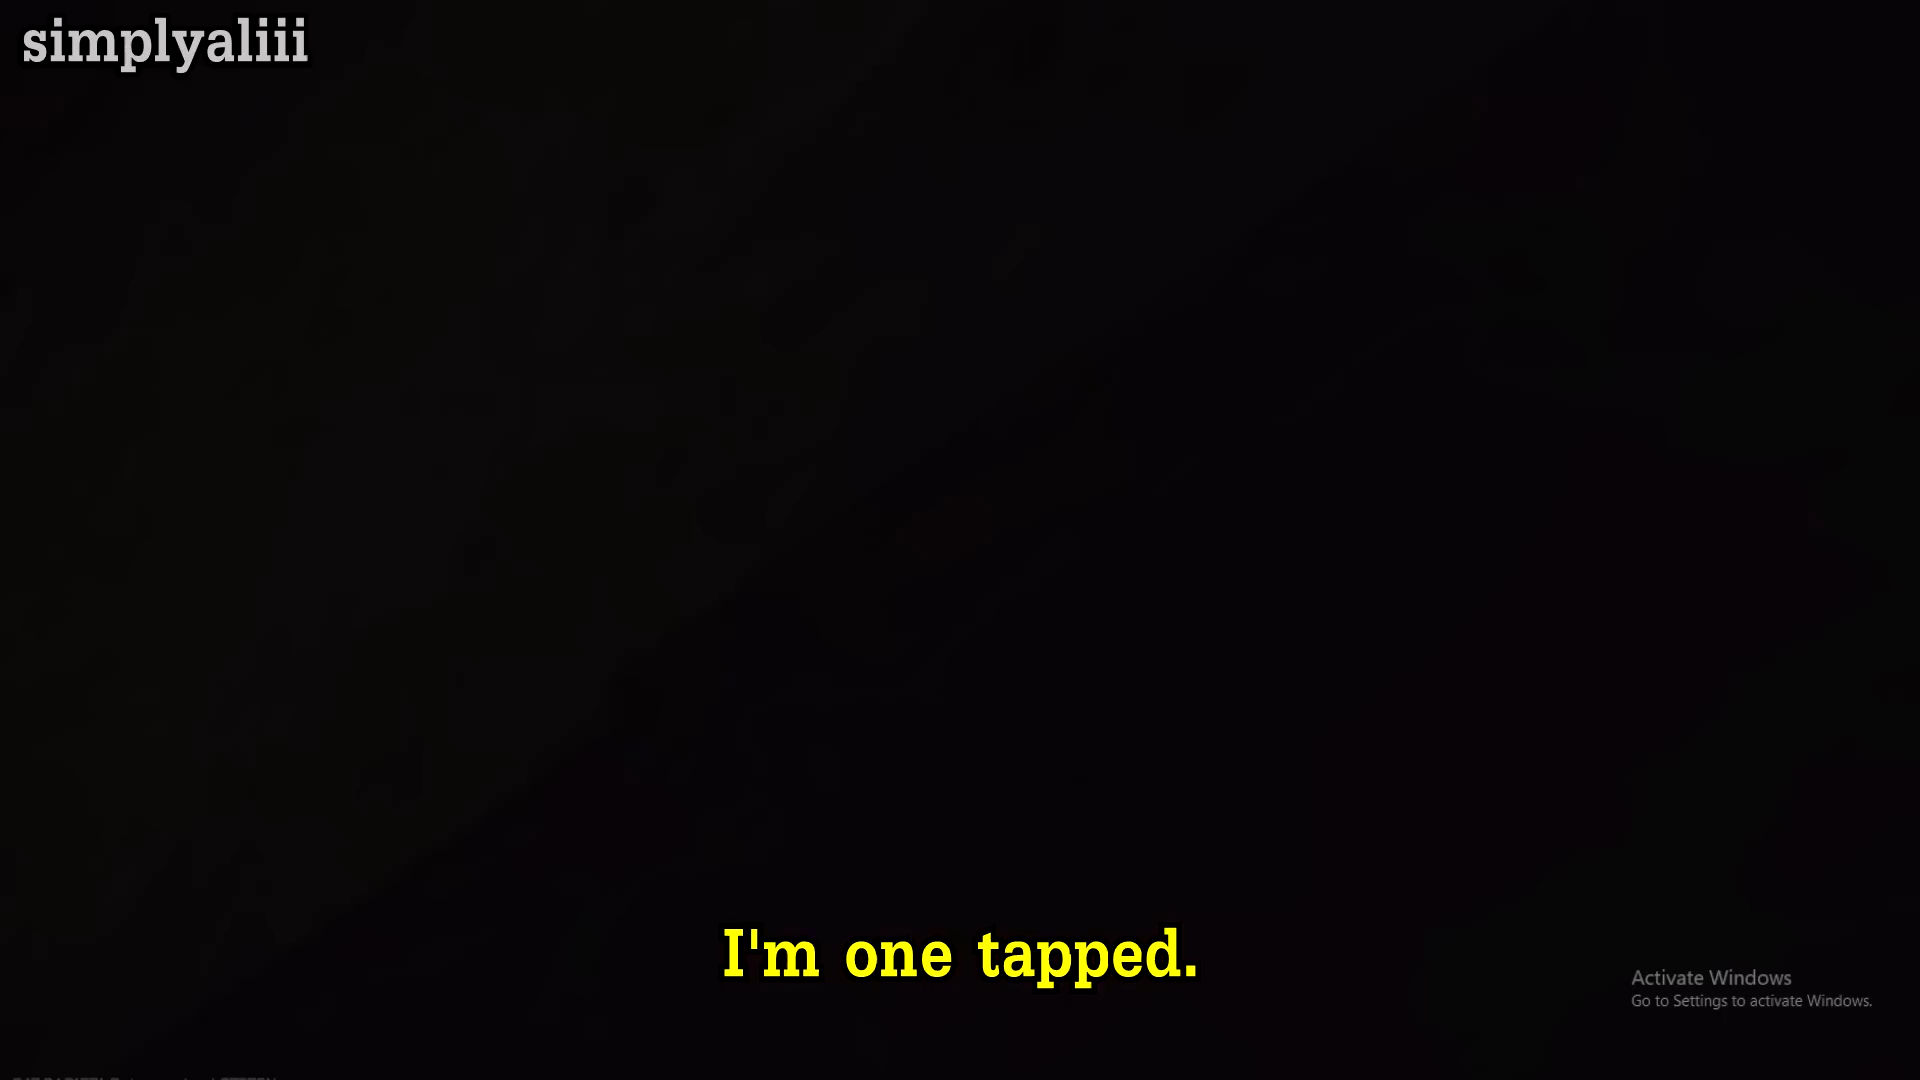 simplyaliii
I'm one tapped.
Activate Windows
Go to Settings to activate Windows.